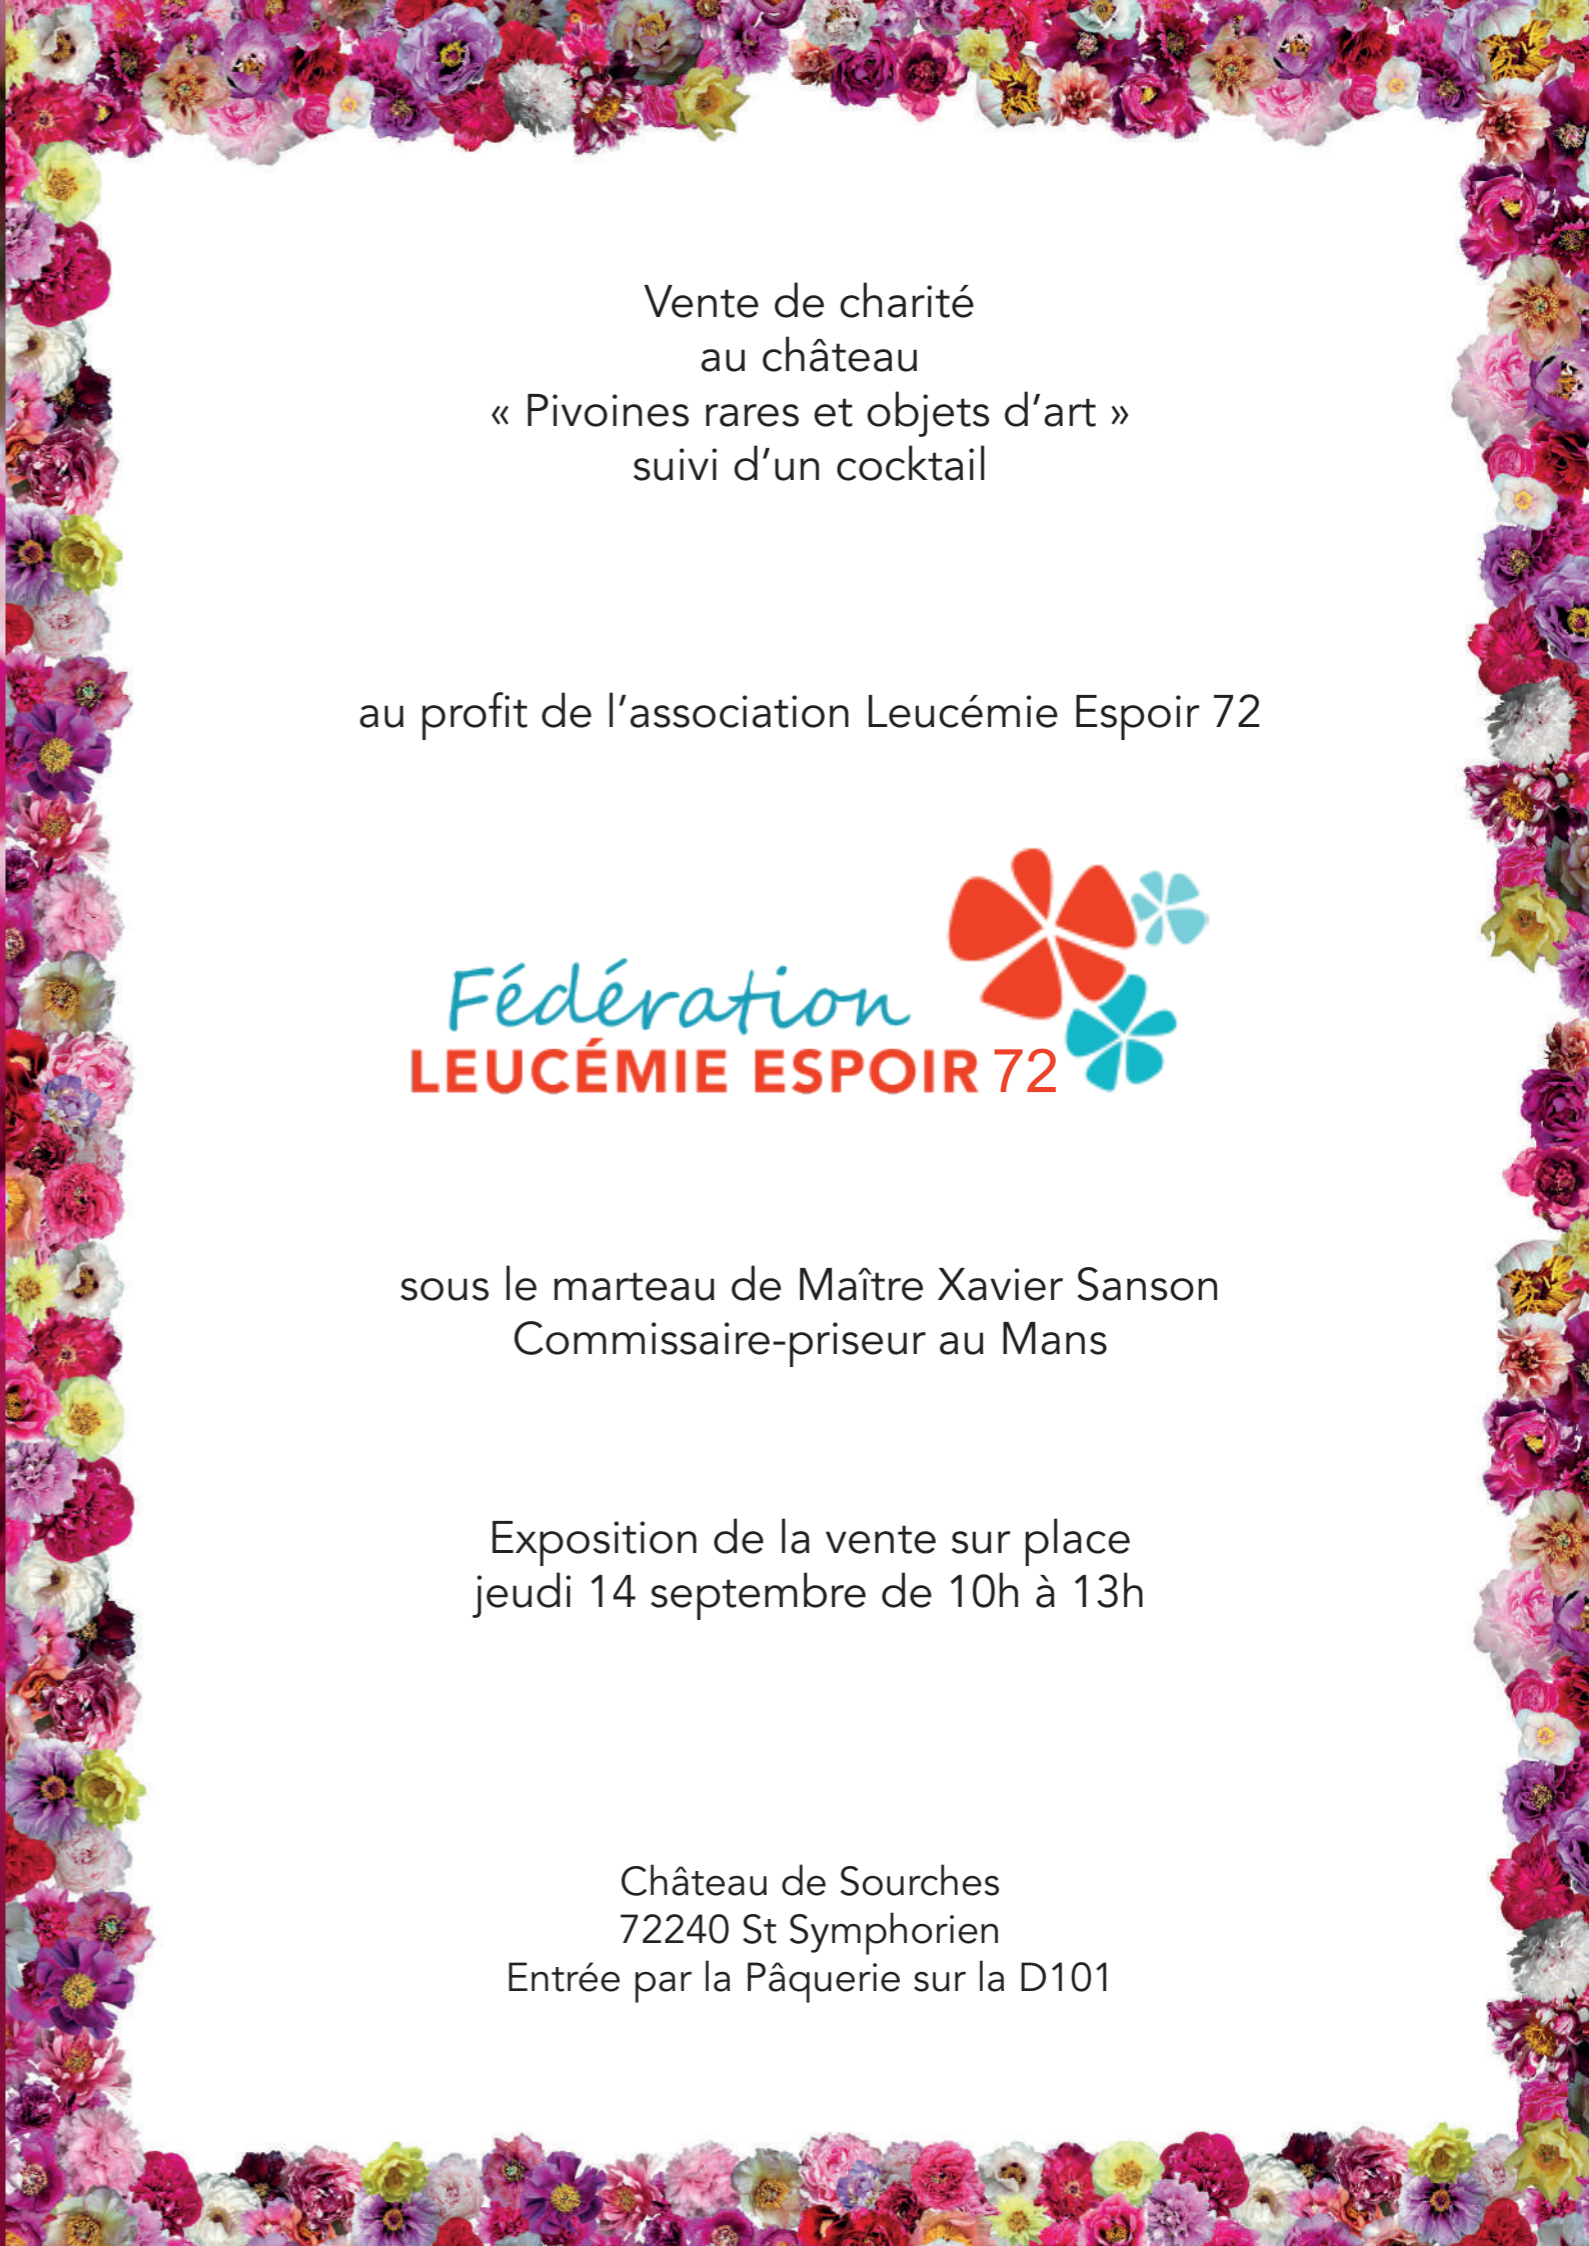 Vente de charité
au château
« Pivoines rares et objets d’art »
suivi d’un cocktail
au profit de l’association Leucémie Espoir 72
Fédération
LEUCÉMIE ESPOIR 72
sous le marteau de Maître Xavier Sanson
Commissaire-priseur au Mans
Exposition de la vente sur place
jeudi 14 septembre de 10h à 13h
Château de Sourches
72240 St Symphorien
Entrée par la Pâquerie sur la D101